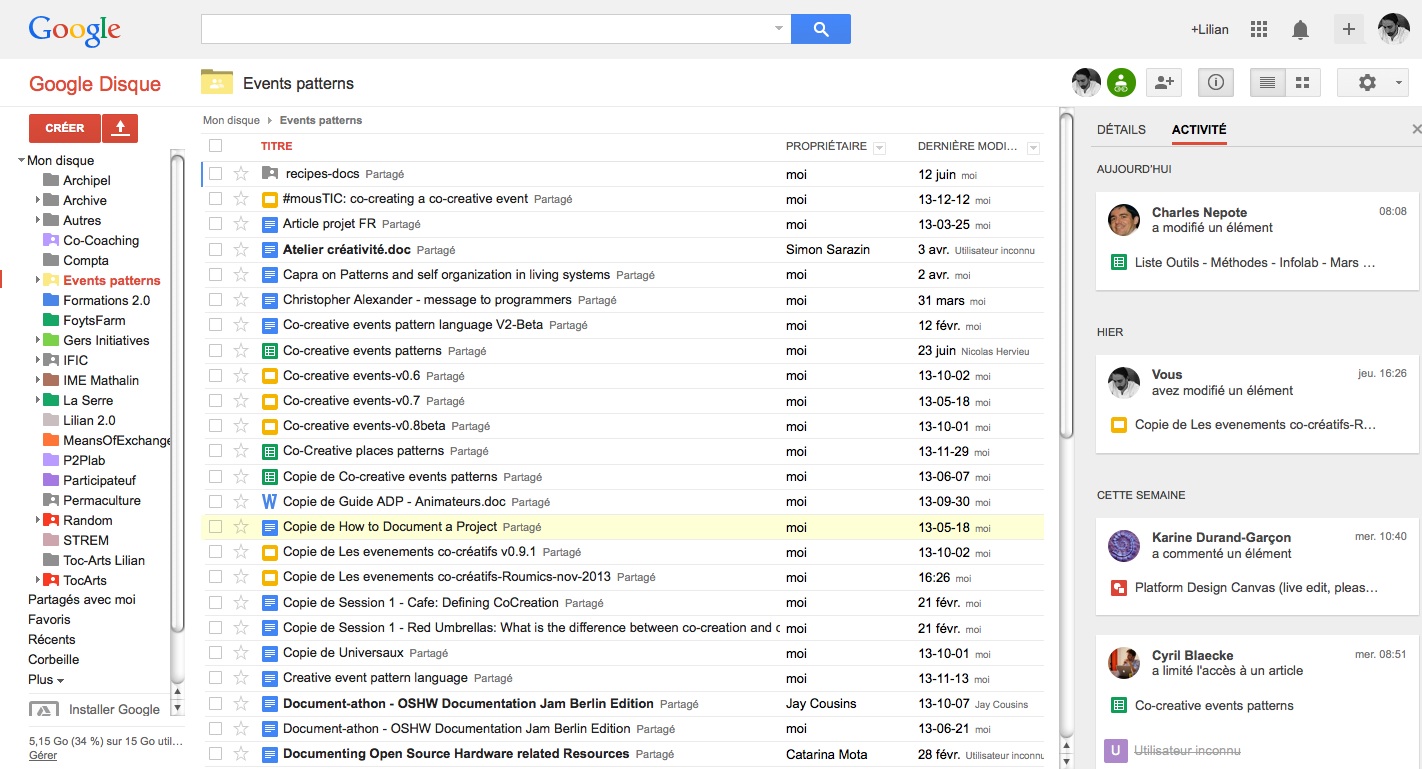 Google
+Lilian
Google Disque
Events patterns
CRÉER
Mon disque
Archipel
Archive
Autres
Co-Coaching
Compta
Events patterns
Formations 2.0
FoytsFarm
Gers Initiatives
IFIC
IME Mathalin
La Serre
Lilian 2.0
MeansOfExchange
P2Plab
Participateuf
Permaculture
Random
STREM
Toc-Arts Lilian
TocArts
Partagés avec moi
Favoris
Récents
Corbeille
Plus
Installer Google
5,15 Go (34 %) sur 15 Go util…
Gérer
Mon disque Events patterns
TITRE PROPRIÉTAIRE DERNIÈRE MODI…
recipes-docs Partagé moi 12 juin moi
#mousTIC: co-creating a co-creative event Partagé moi 13-12-12 moi
Article projet FR Partagé moi 13-03-25 moi
Atelier créativité.doc Partagé Simon Sarazin 3 avr. Utilisateur inconnu
Capra on Patterns and self organization in living systems Partagé moi 2 avr. moi
Christopher Alexander - message to programmers Partagé moi 31 mars moi
Co-creative events pattern language V2-Beta Partagé moi 12 févr. moi
Co-creative events patterns Partagé moi 23 juin Nicolas Hervieu
Co-creative events-v0.6 Partagé moi 13-10-02 moi
Co-creative events-v0.7 Partagé moi 13-05-18 moi
Co-creative events-v0.8beta Partagé moi 13-10-01 moi
Co-Creative places patterns Partagé moi 13-11-29 moi
Copie de Co-creative events patterns Partagé moi 13-06-07 moi
W Copie de Guide ADP - Animateurs.doc Partagé moi 13-09-30 moi
Copie de How to Document a Project Partagé moi 13-05-18 moi
Copie de Les evenements co-créatifs v0.9.1 Partagé moi 13-10-02 moi
Copie de Les evenements co-créatifs-Roumics-nov-2013 Partagé moi 16:26 moi
Copie de Session 1 - Cafe: Defining CoCreation Partagé moi 21 févr. moi
Copie de Session 1 - Red Umbrellas: What is the difference between co-creation and c moi 21 févr. moi
Copie de Universaux Partagé moi 13-10-01 moi
Creative event pattern language Partagé moi 13-11-13 moi
Document-athon - OSHW Documentation Jam Berlin Edition Partagé Jay Cousins 13-10-07 Jay Cousins
Document-athon - OSHW Documentation Jam Berlin Edition Partagé moi 13-06-21 moi
Documenting Open Source Hardware related Resources Partagé Catarina Mota 28 févr. Utilisateur inconnu
DÉTAILS ACTIVITÉ
AUJOURD'HUI
Charles Nepote 08:08
a modifié un élément
Liste Outils - Méthodes - Infolab - Mars …
HIER
Vous jeu. 16:26
avez modifié un élément
Copie de Les evenements co-créatifs-R…
CETTE SEMAINE
Karine Durand-Garçon mer. 10:40
a commenté un élément
Platform Design Canvas (live edit, pleas…
Cyril Blaecke mer. 08:51
a limité l'accès à un article
Co-creative events patterns
U Utilisateur inconnu